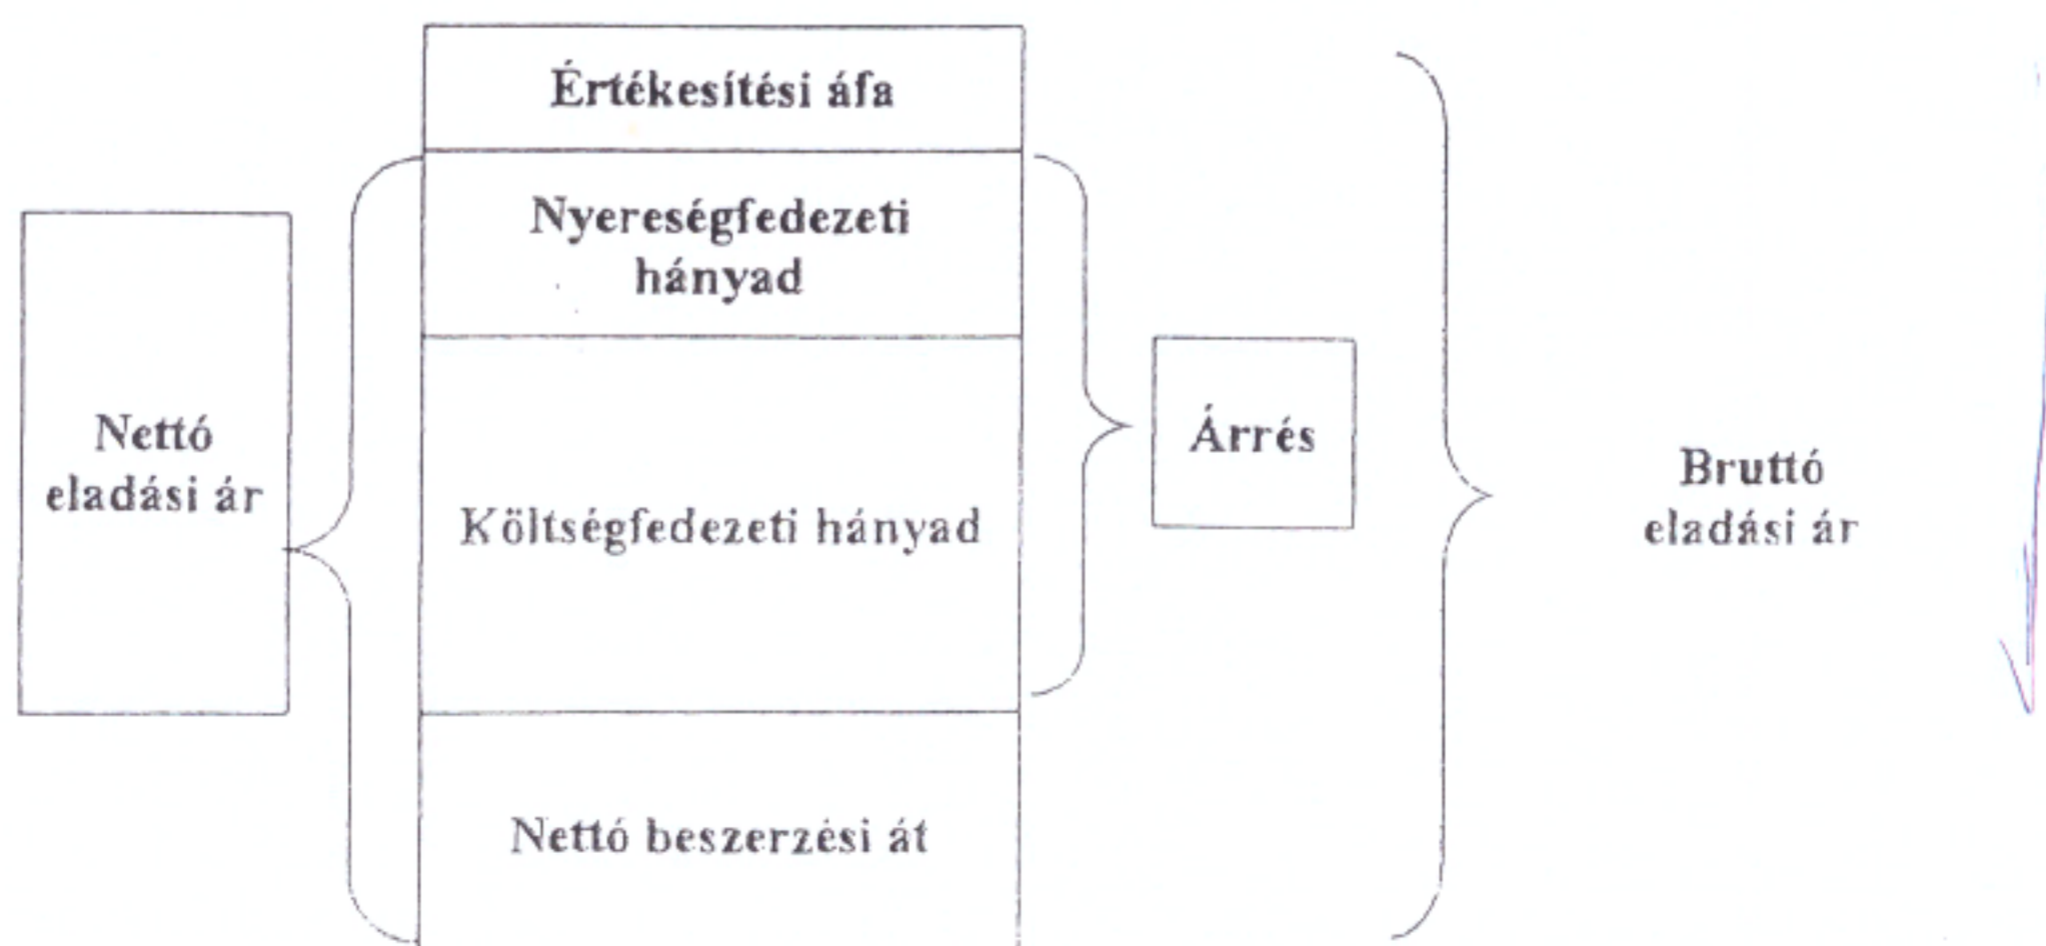 Értékesítési áfa
Nyereségfedezeti
hányad
Nettó
eladási ár
Költségfedezeti hányad
Árrés
Bruttó
eladási ár
Nettó beszerzési át